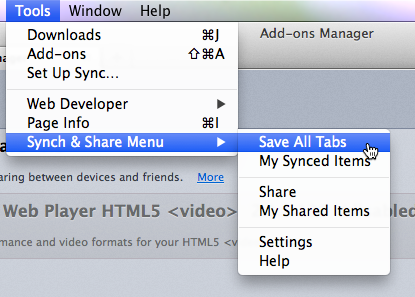 Tools Window Help
Downloads ⌘J
Add-ons ⇧⌘A
Set Up Sync...
Web Developer ▶
Page Info ⌘I
Synch & Share Menu ▶
Add-ons Manager
Save All Tabs
My Synced Items
Share
My Shared Items
Settings
Help
aring between devices and friends. More
Web Player HTML5 <video>
mance and video formats for your HTML5 <v